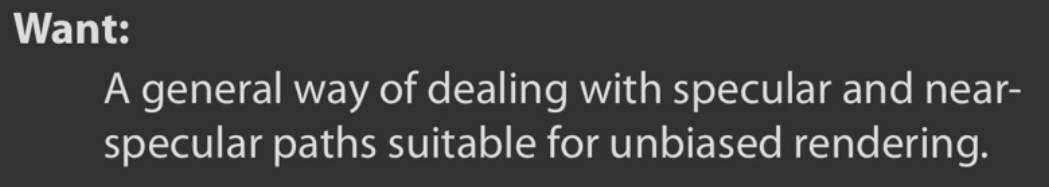 Want:
A general way of dealing with specular and near-
specular paths suitable for unbiased rendering.